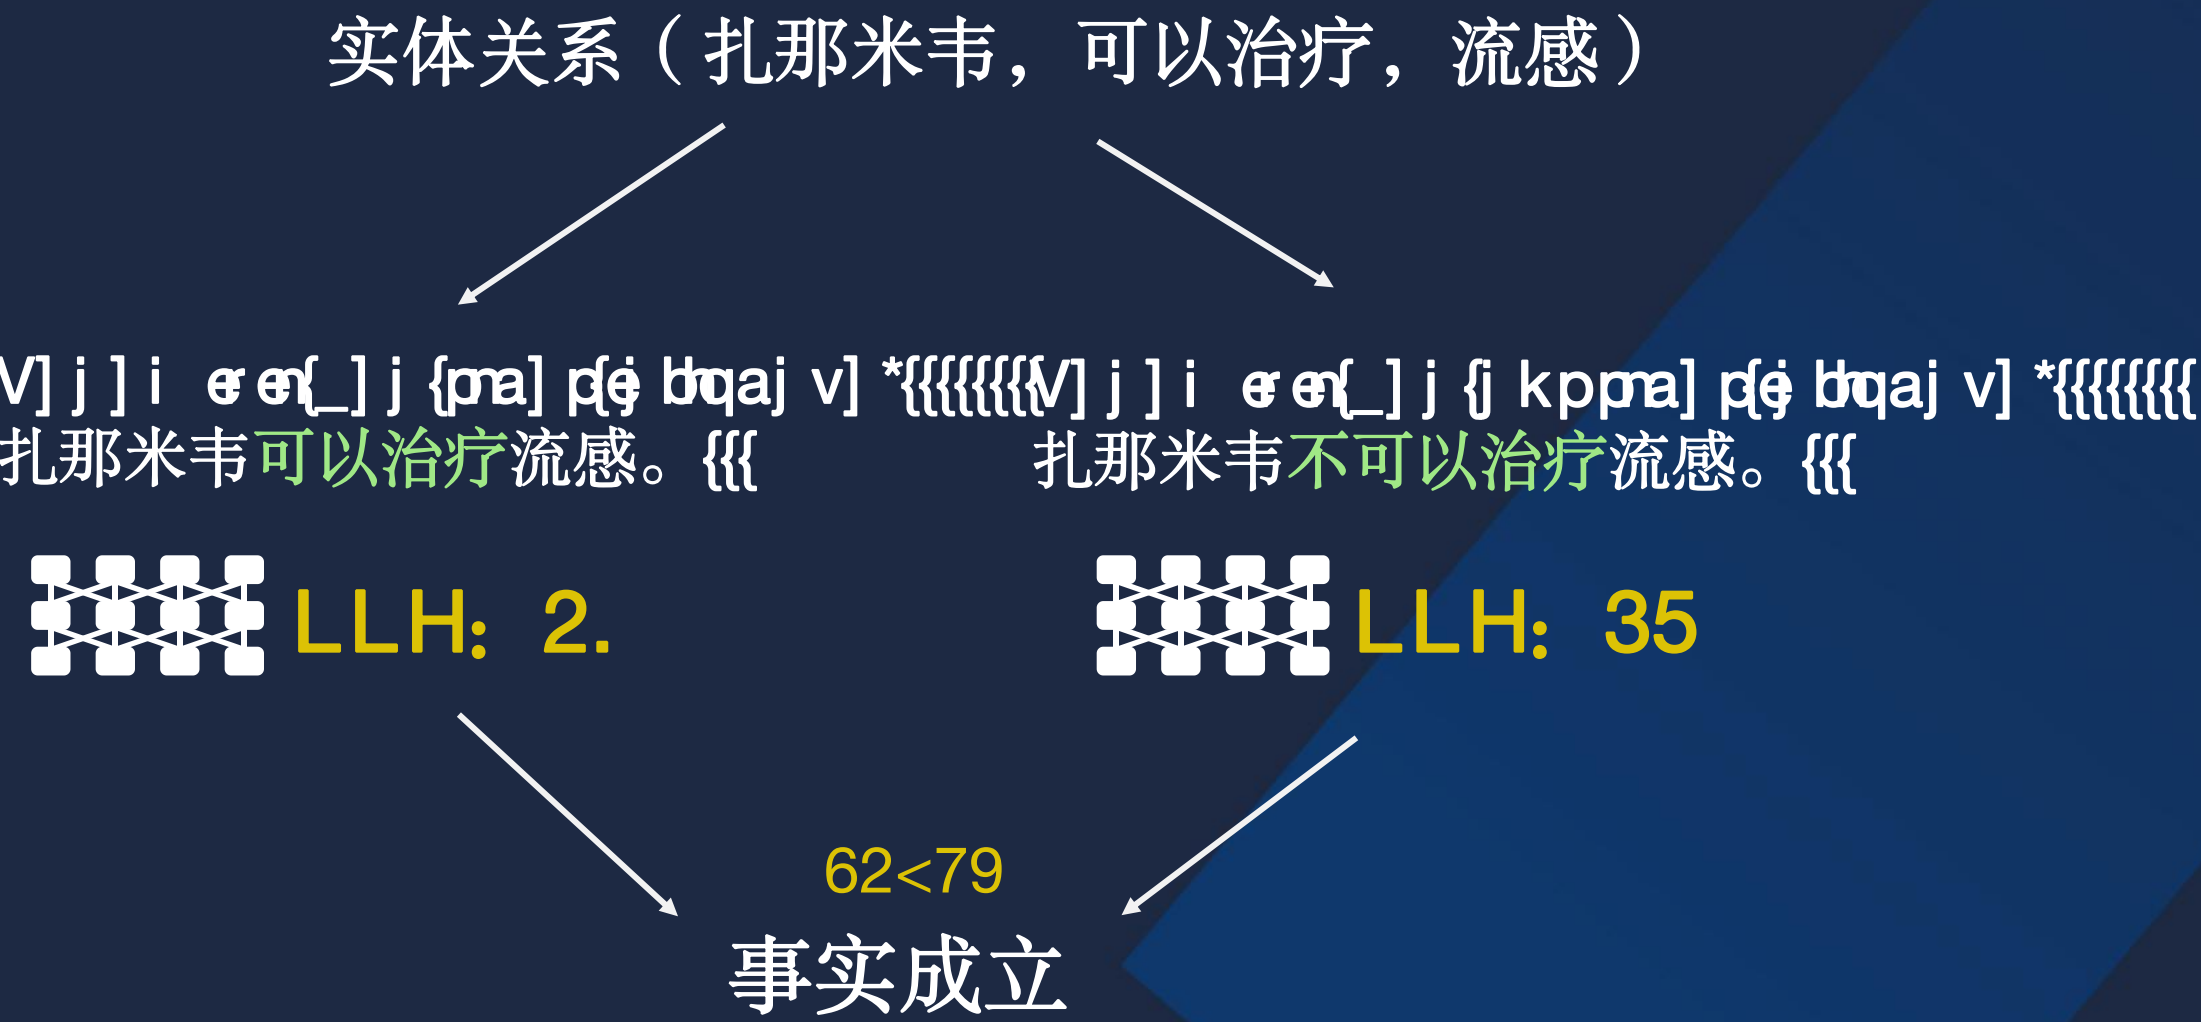 实体关系（扎那米韦，可以治疗，流感）
扎那米韦可以治疗流感。{{{
扎那米韦不可以治疗流感。{{{
LLH：2.
LLH：35
62<79
事实成立